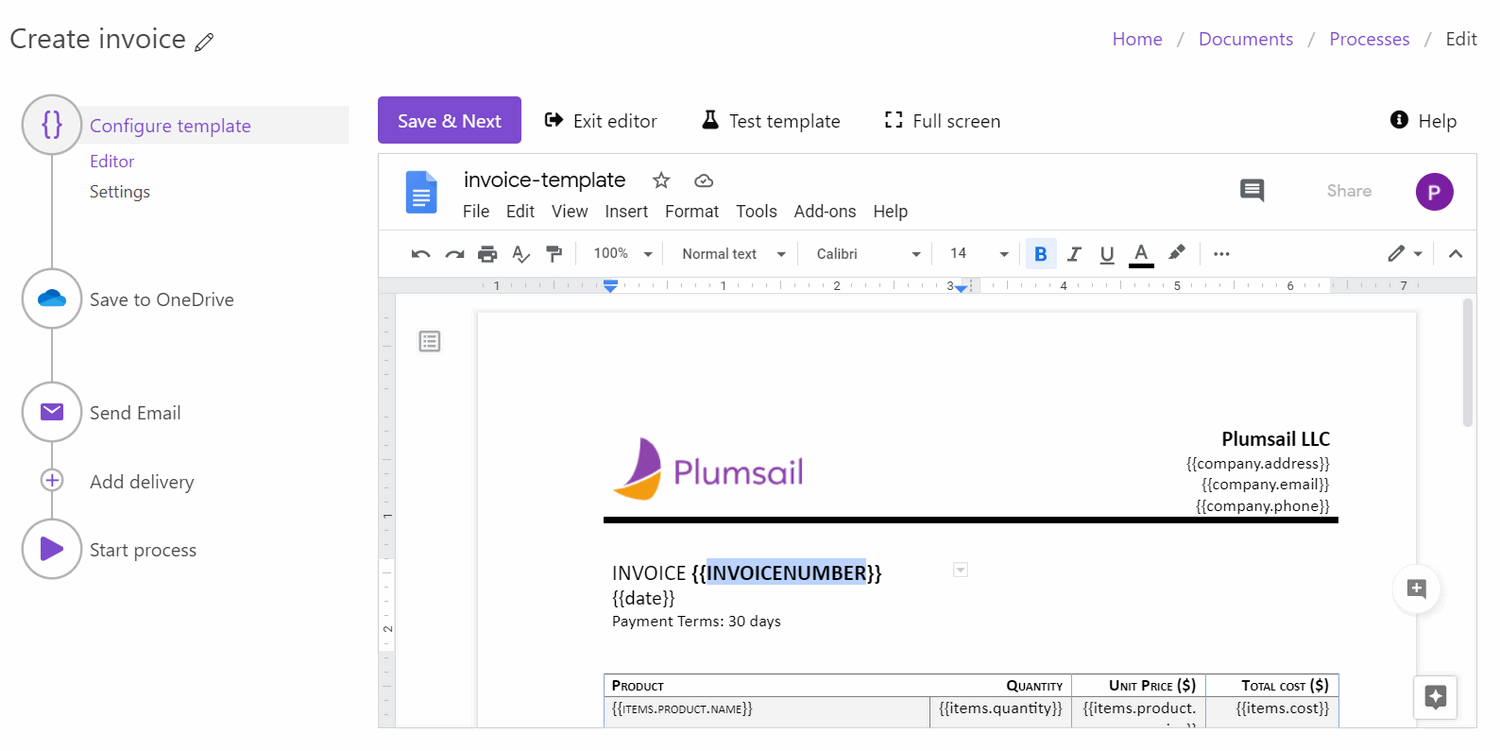 Create invoice
Home / Documents / Processes / Edit
{} Configure template
Editor
Settings
Save to OneDrive
Send Email
Add delivery
Start process
Save & Next Exit editor Test template Full screen Help
invoice-template
Share
P
File Edit View Insert Format Tools Add-ons Help
100% Normal text Calibri 14 B I U A
1 1 2 3 4 5 6 7
1
2
Plumsail
Plumsail LLC
{{company.address}}
{{company.email}}
{{company.phone}}
INVOICE {{INVOICENUMBER}}
{{date}}
Payment Terms: 30 days
PRODUCT QUANTITY UNIT PRICE ($) TOTAL COST ($)
{{ITEMS.PRODUCT.NAME}} {{items.quantity}} {{items.product. {{items.cost}}